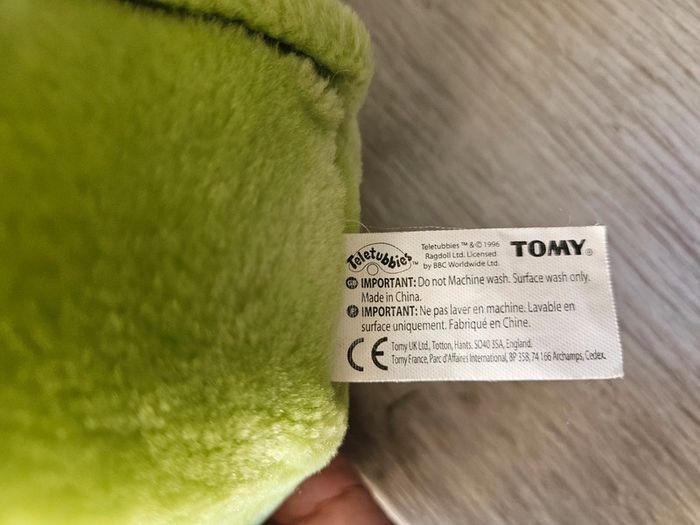 Teletubbies™
Teletubbies ™ & © 1996
Ragdoll Ltd. Licensed
by BBC Worldwide Ltd.
TOMY®
GB IMPORTANT: Do not Machine wash. Surface wash only.
Made in China.
F IMPORTANT: Ne pas laver en machine. Lavable en
surface uniquement. Fabriqué en Chine.
CE
Tomy UK Ltd, Totton, Hants. SO40 3SA, England.
Tomy France, Parc d'Affaires International, BP 358, 74 166 Archamps, Cedex.